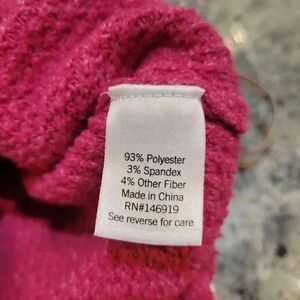 93% Polyester
3% Spandex
4% Other Fiber
Made in China
RN#146919
See reverse for care